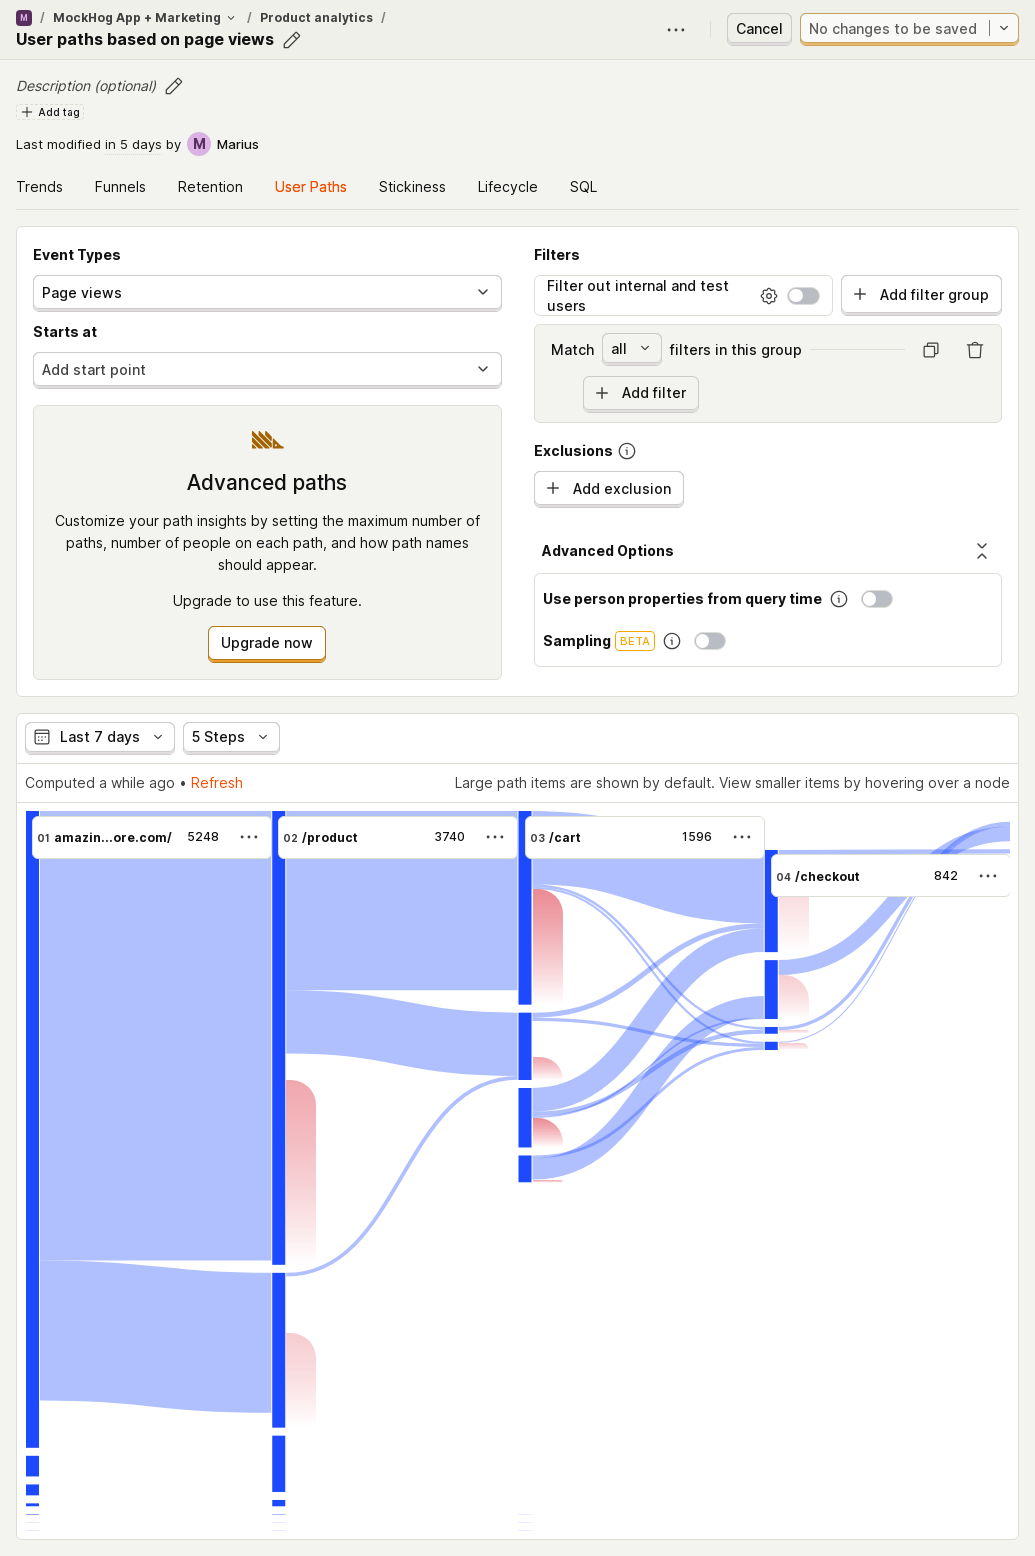 M / MockHog App + Marketing / Product analytics /
User paths based on page views
Cancel
No changes to be saved
Description (optional)
Add tag
Last modified in 5 days by M Marius
Trends Funnels Retention User Paths Stickiness Lifecycle SQL
Event Types
Page views
Starts at
Add start point
Advanced paths
Customize your path insights by setting the maximum number of
paths, number of people on each path, and how path names
should appear.
Upgrade to use this feature.
Upgrade now
Filters
Filter out internal and test
users
Add filter group
Match all filters in this group
Add filter
Exclusions
Add exclusion
Advanced Options
Use person properties from query time
Sampling BETA
Last 7 days 5 Steps
Computed a while ago • Refresh
Large path items are shown by default. View smaller items by hovering over a node
01 amazin...ore.com/ 5248
02 /product 3740
03 /cart 1596
04 /checkout 842